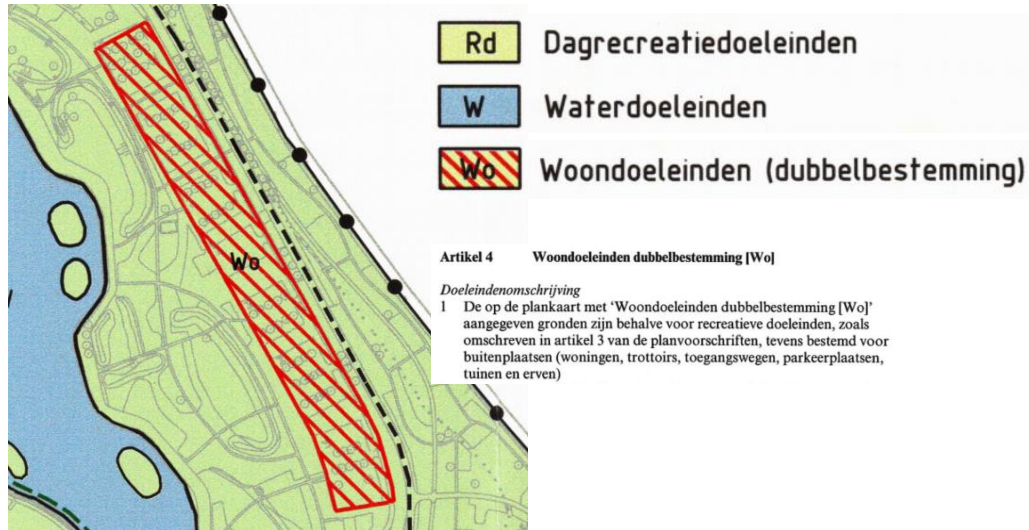 Rd Dagrecreatiedoeleinden
W Waterdoeleinden
Wo Woondoeleinden (dubbelbestemming)
Wo
Artikel 4 Woondoeleinden dubbelbestemming [Wo]
Doeleindenomschrijving
1 De op de plankaart met ‘Woondoeleinden dubbelbestemming [Wo]’
aangegeven gronden zijn behalve voor recreatieve doeleinden, zoals
omschreven in artikel 3 van de planvoorschriften, tevens bestemd voor
buitenplaatsen (woningen, trottoirs, toegangswegen, parkeerplaatsen,
tuinen en erven)